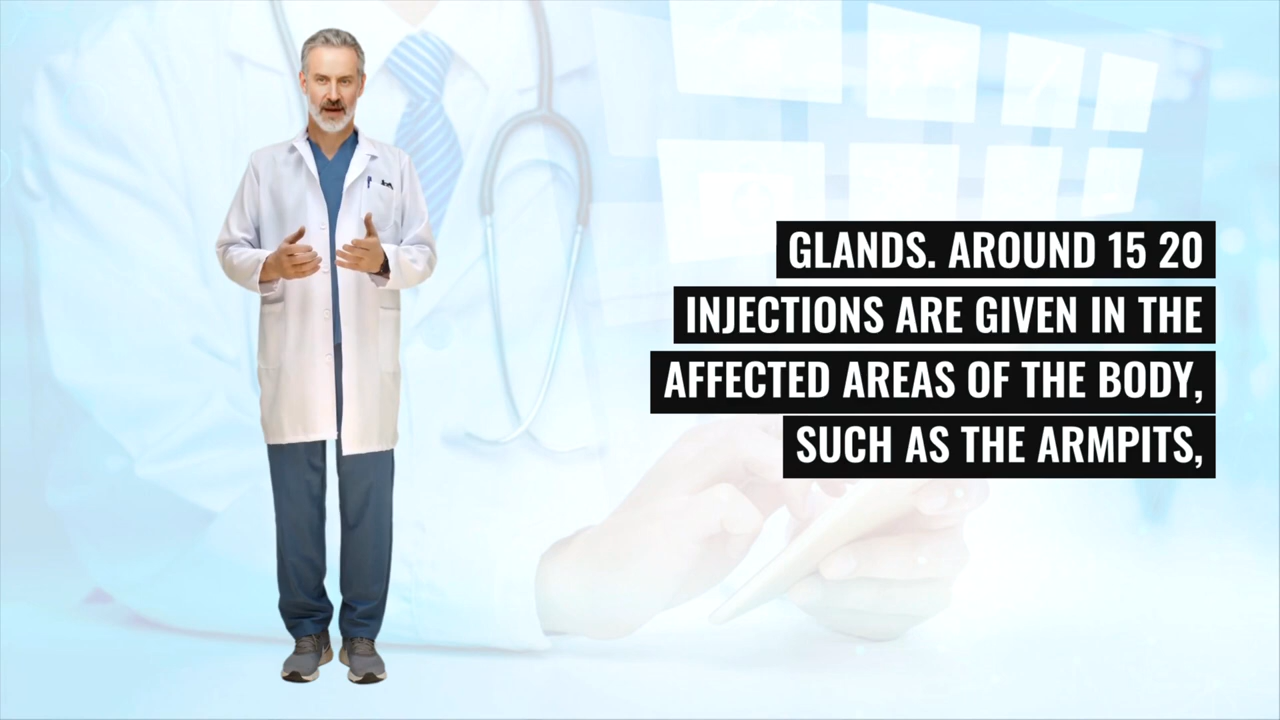 GLANDS. AROUND 15 20
INJECTIONS ARE GIVEN IN THE
AFFECTED AREAS OF THE BODY,
SUCH AS THE ARMPITS,